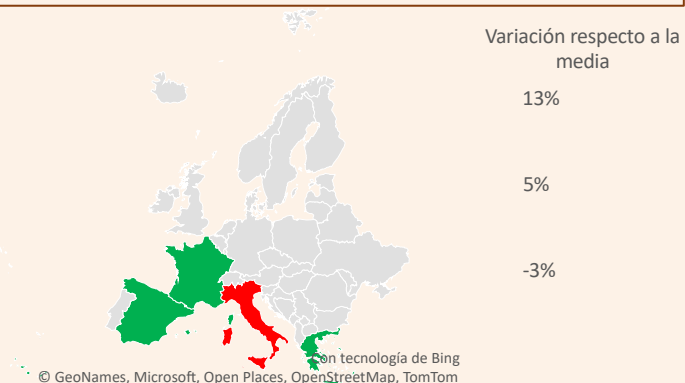 Variación respecto a la
media
13%
5%
-3%
Con tecnología de Bing
© GeoNames, Microsoft, Open Places, OpenStreetMap, TomTom